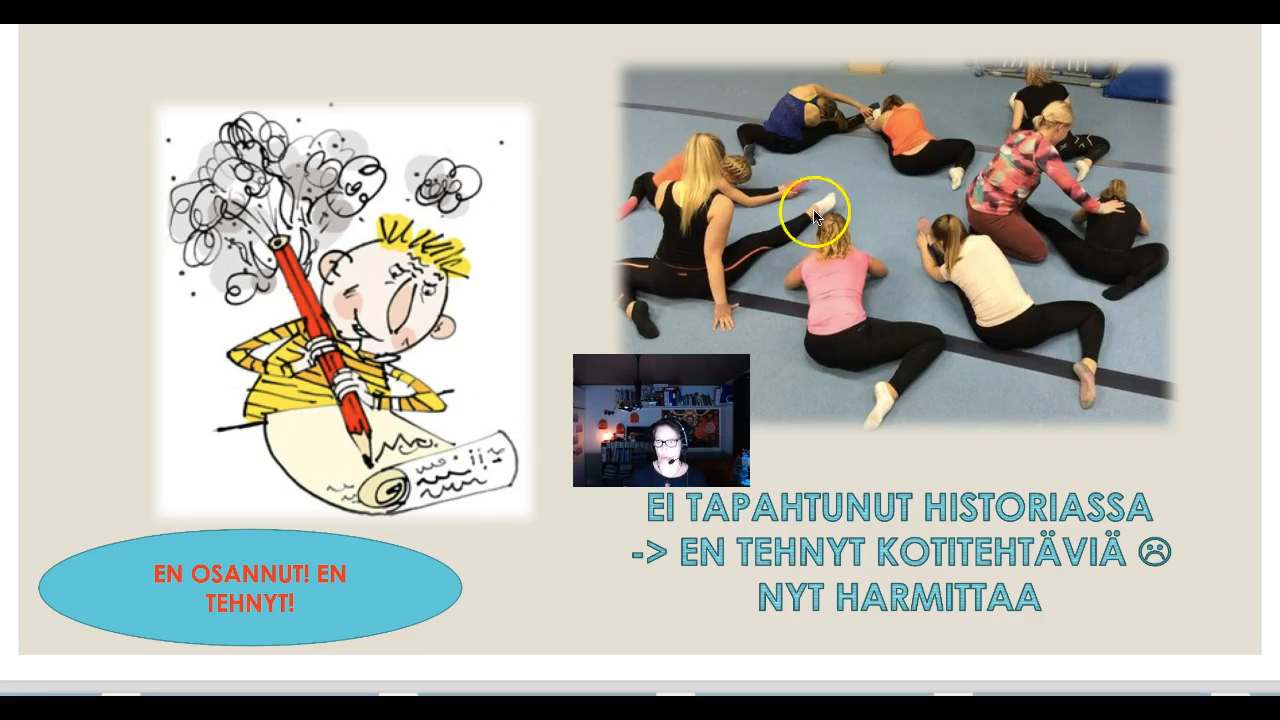 EN OSANNUT! EN
TEHNYT!
EI TAPAHTUNUT HISTORIASSA
-> EN TEHNYT KOTITEHTÄVIÄ ☹
NYT HARMITTAA